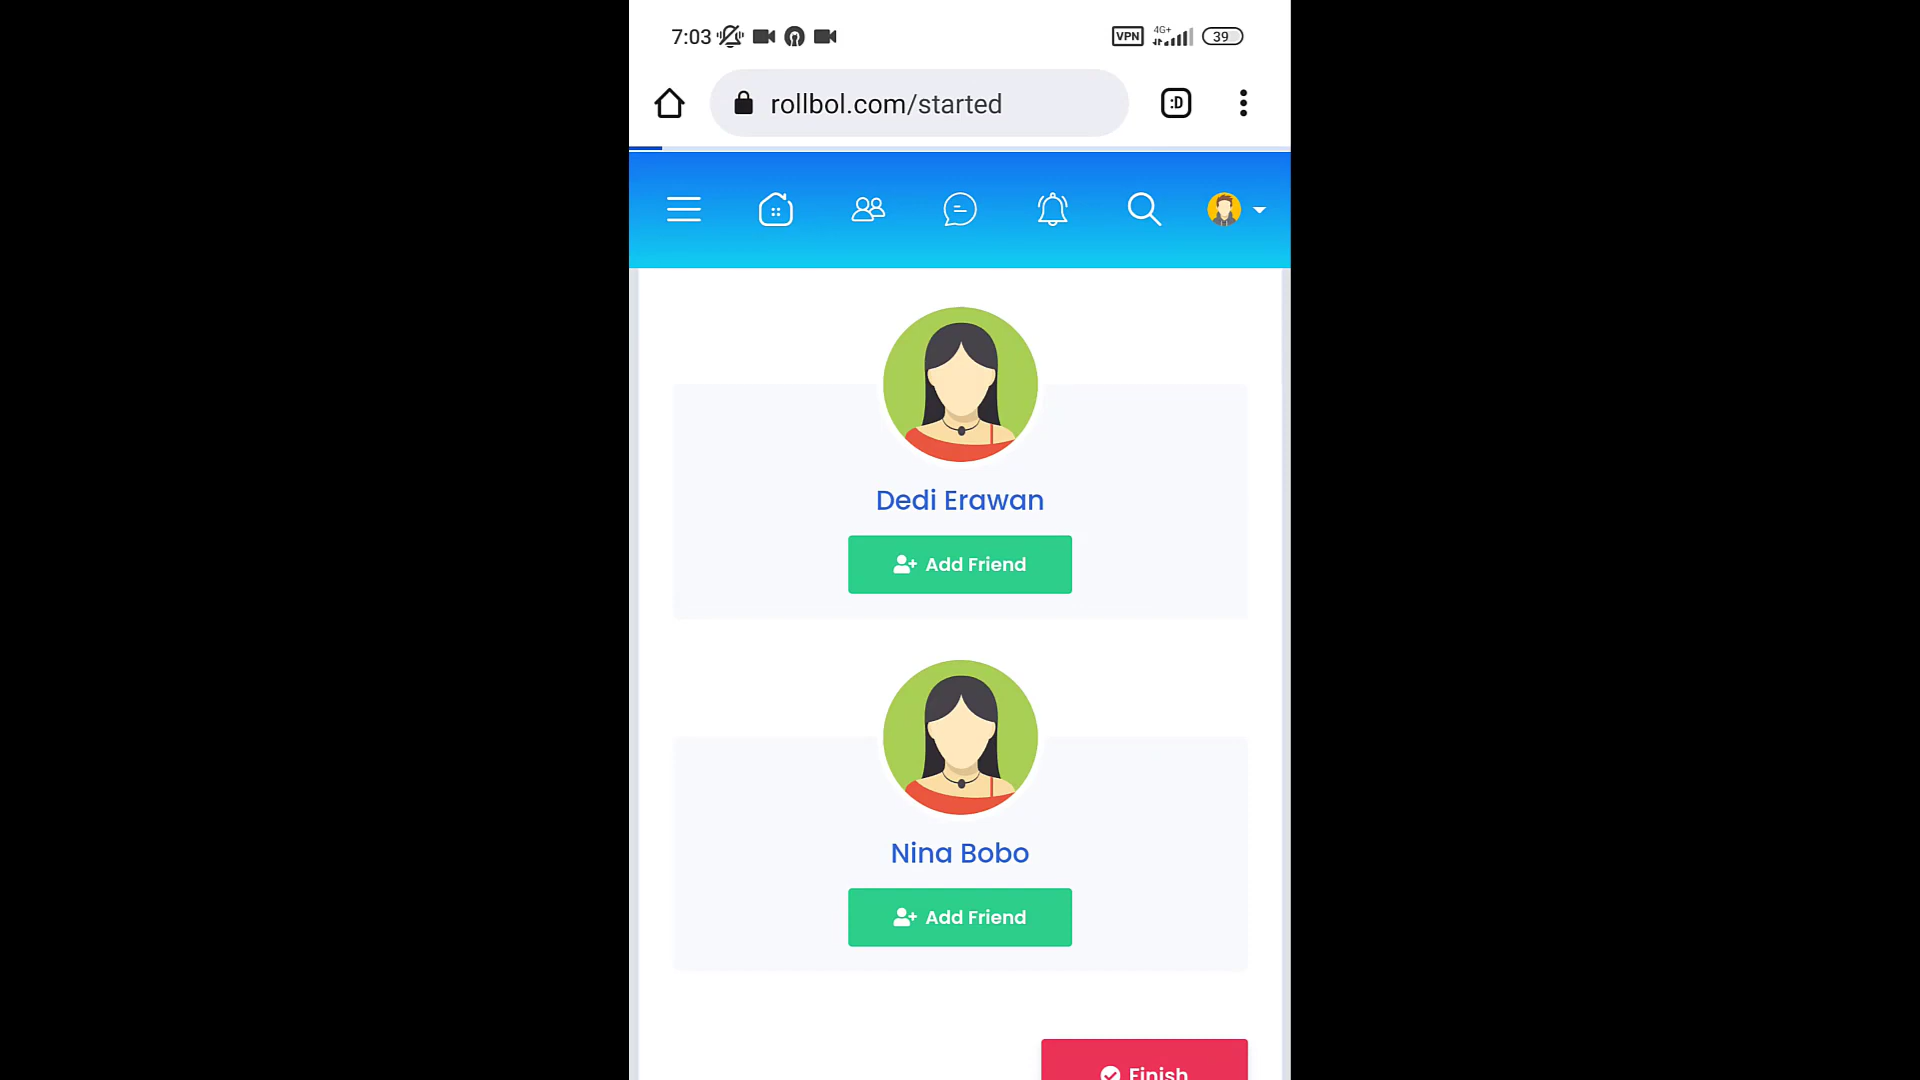 7:03 VPN 4G+ 39
rollbol.com/started :D
Dedi Erawan
Add Friend
Nina Bobo
Add Friend
Finish